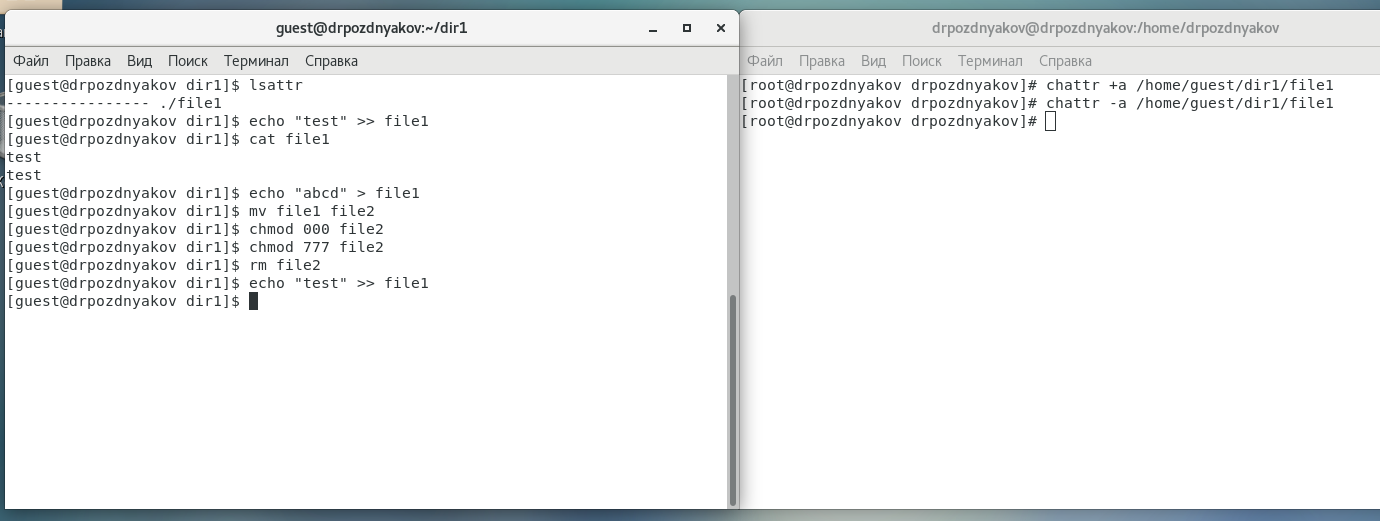 guest@drpozdnyakov:~/dir1
Файл Правка Вид Поиск Терминал Справка
[guest@drpozdnyakov dir1]$ lsattr
---------------- ./file1
[guest@drpozdnyakov dir1]$ echo "test" >> file1
[guest@drpozdnyakov dir1]$ cat file1
test
test
[guest@drpozdnyakov dir1]$ echo "abcd" > file1
[guest@drpozdnyakov dir1]$ mv file1 file2
[guest@drpozdnyakov dir1]$ chmod 000 file2
[guest@drpozdnyakov dir1]$ chmod 777 file2
[guest@drpozdnyakov dir1]$ rm file2
[guest@drpozdnyakov dir1]$ echo "test" >> file1
[guest@drpozdnyakov dir1]$
drpozdnyakov@drpozdnyakov:/home/drpozdnyakov
Файл Правка Вид Поиск Терминал Справка
[root@drpozdnyakov drpozdnyakov]# chattr +a /home/guest/dir1/file1
[root@drpozdnyakov drpozdnyakov]# chattr -a /home/guest/dir1/file1
[root@drpozdnyakov drpozdnyakov]#